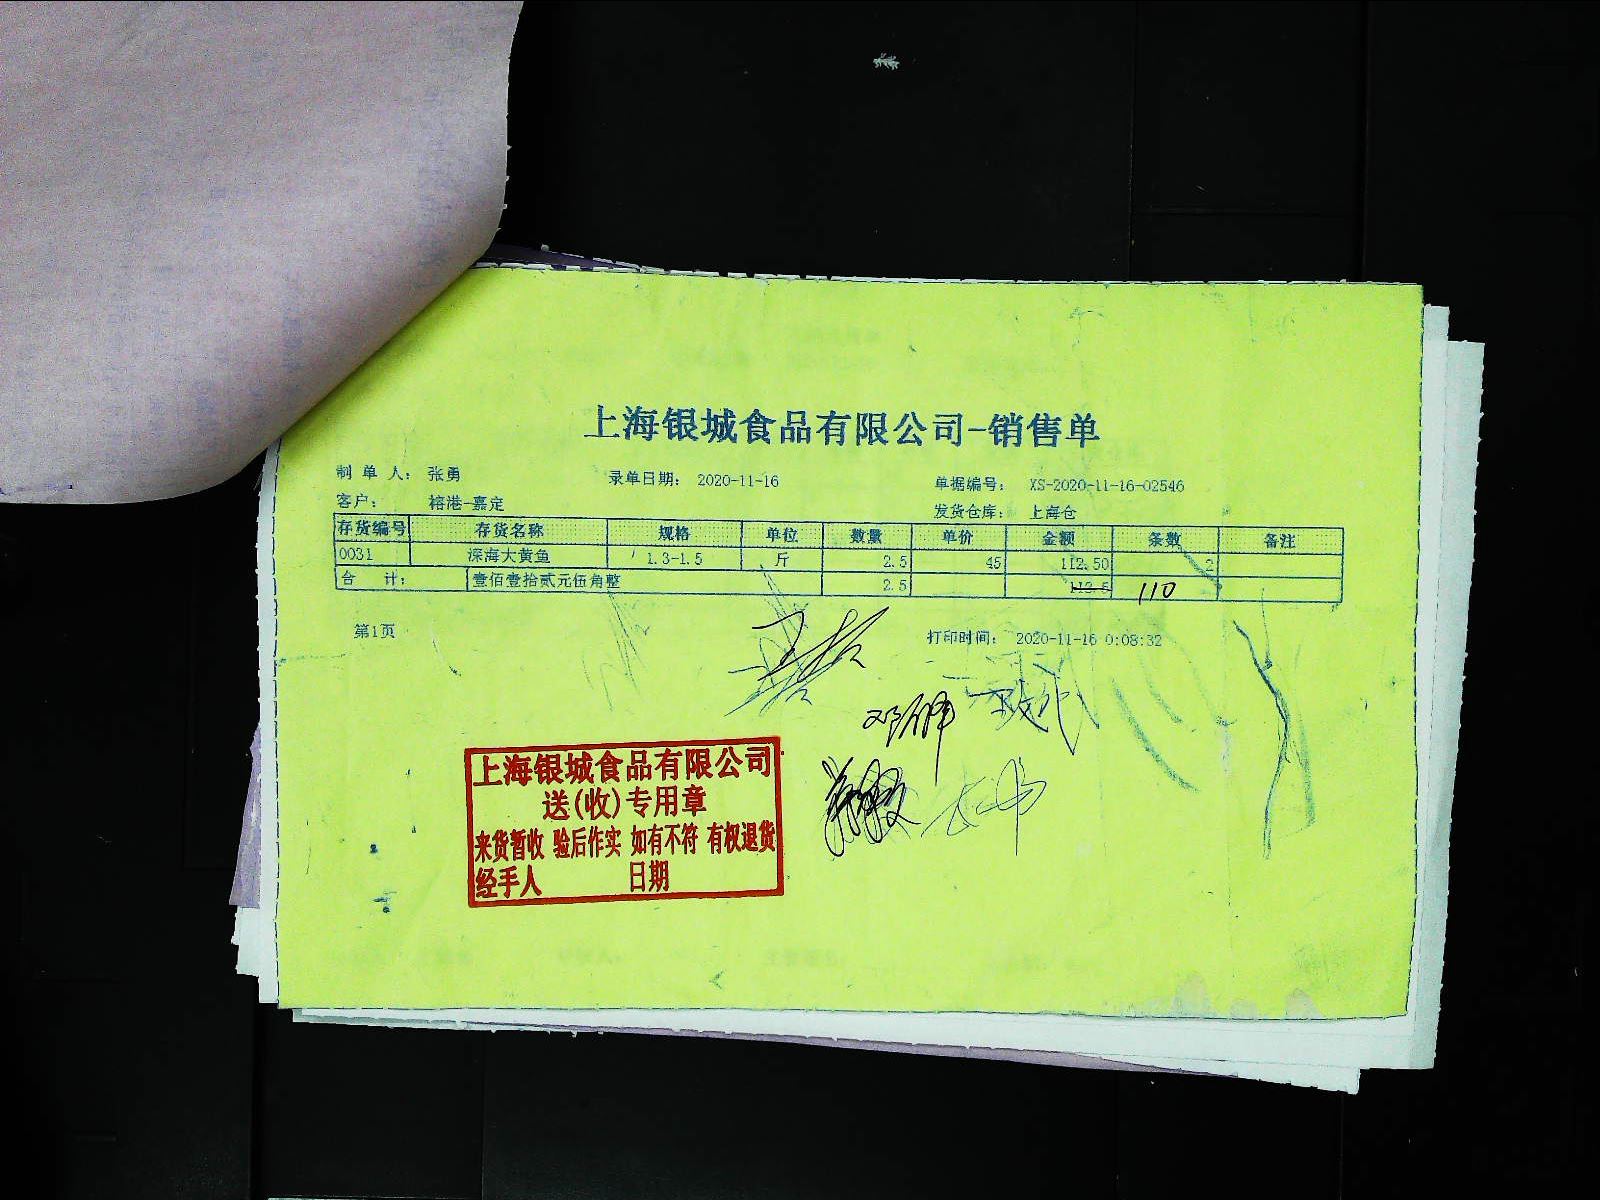 上海银城食品有限公司-销售单
制 单 人： 张勇 录单日期： 2020-11-16 单据编号： XS-2020-11-16-02546
客户： 榕港-嘉定 发货仓库： 上海仓
存货编号 存货名称 规格 单位 数量 单价 金额 条数 备注
0031 深海大黄鱼 1.3-1.5 斤 2.5 45 112.50 2
合 计： 壹佰壹拾贰元伍角整 2.5 112.5 110
第1页 打印时间： 2020-11-16 0:08:32
上海银城食品有限公司
送(收)专用章
来货暂收 验后作实 如有不符 有权退货
经手人 日期